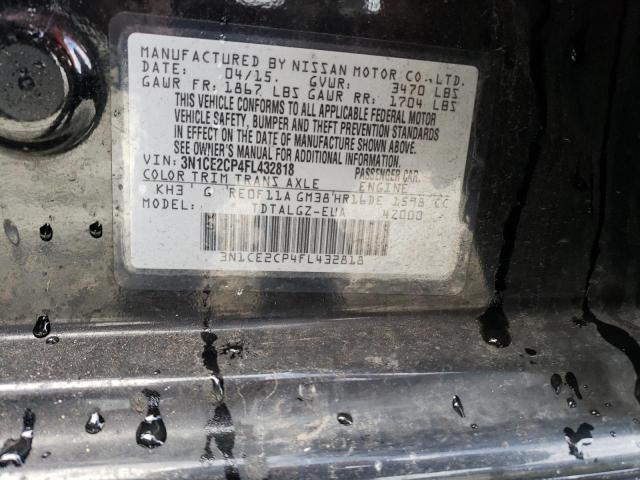 MANUFACTURED BY NISSAN MOTOR CO.,LTD.
DATE: 04/15. GVWR: 3470 LBS
GAWR FR: 1867 LBS GAWR RR: 1704 LBS
THIS VEHICLE CONFORMS TO ALL APPLICABLE FEDERAL MOTOR
VEHICLE SAFETY, BUMPER AND THEFT PREVENTION STANDARDS
IN EFFECT ON THE DATE OF MANUFACTURE SHOWN ABOVE.
SEE OWNER'S MANUAL FOR ADDITIONAL INFORMATION.
VIN: 3N1CE2CP4FL432818 PASSENGER CAR.
COLOR TRIM TRANS AXLE ENGINE
KH3 G RE0F11A GM38 HR16DE 1598 CC
MODEL: TDTALGZ-EUA 42000
3N1CE2CP4FL432818